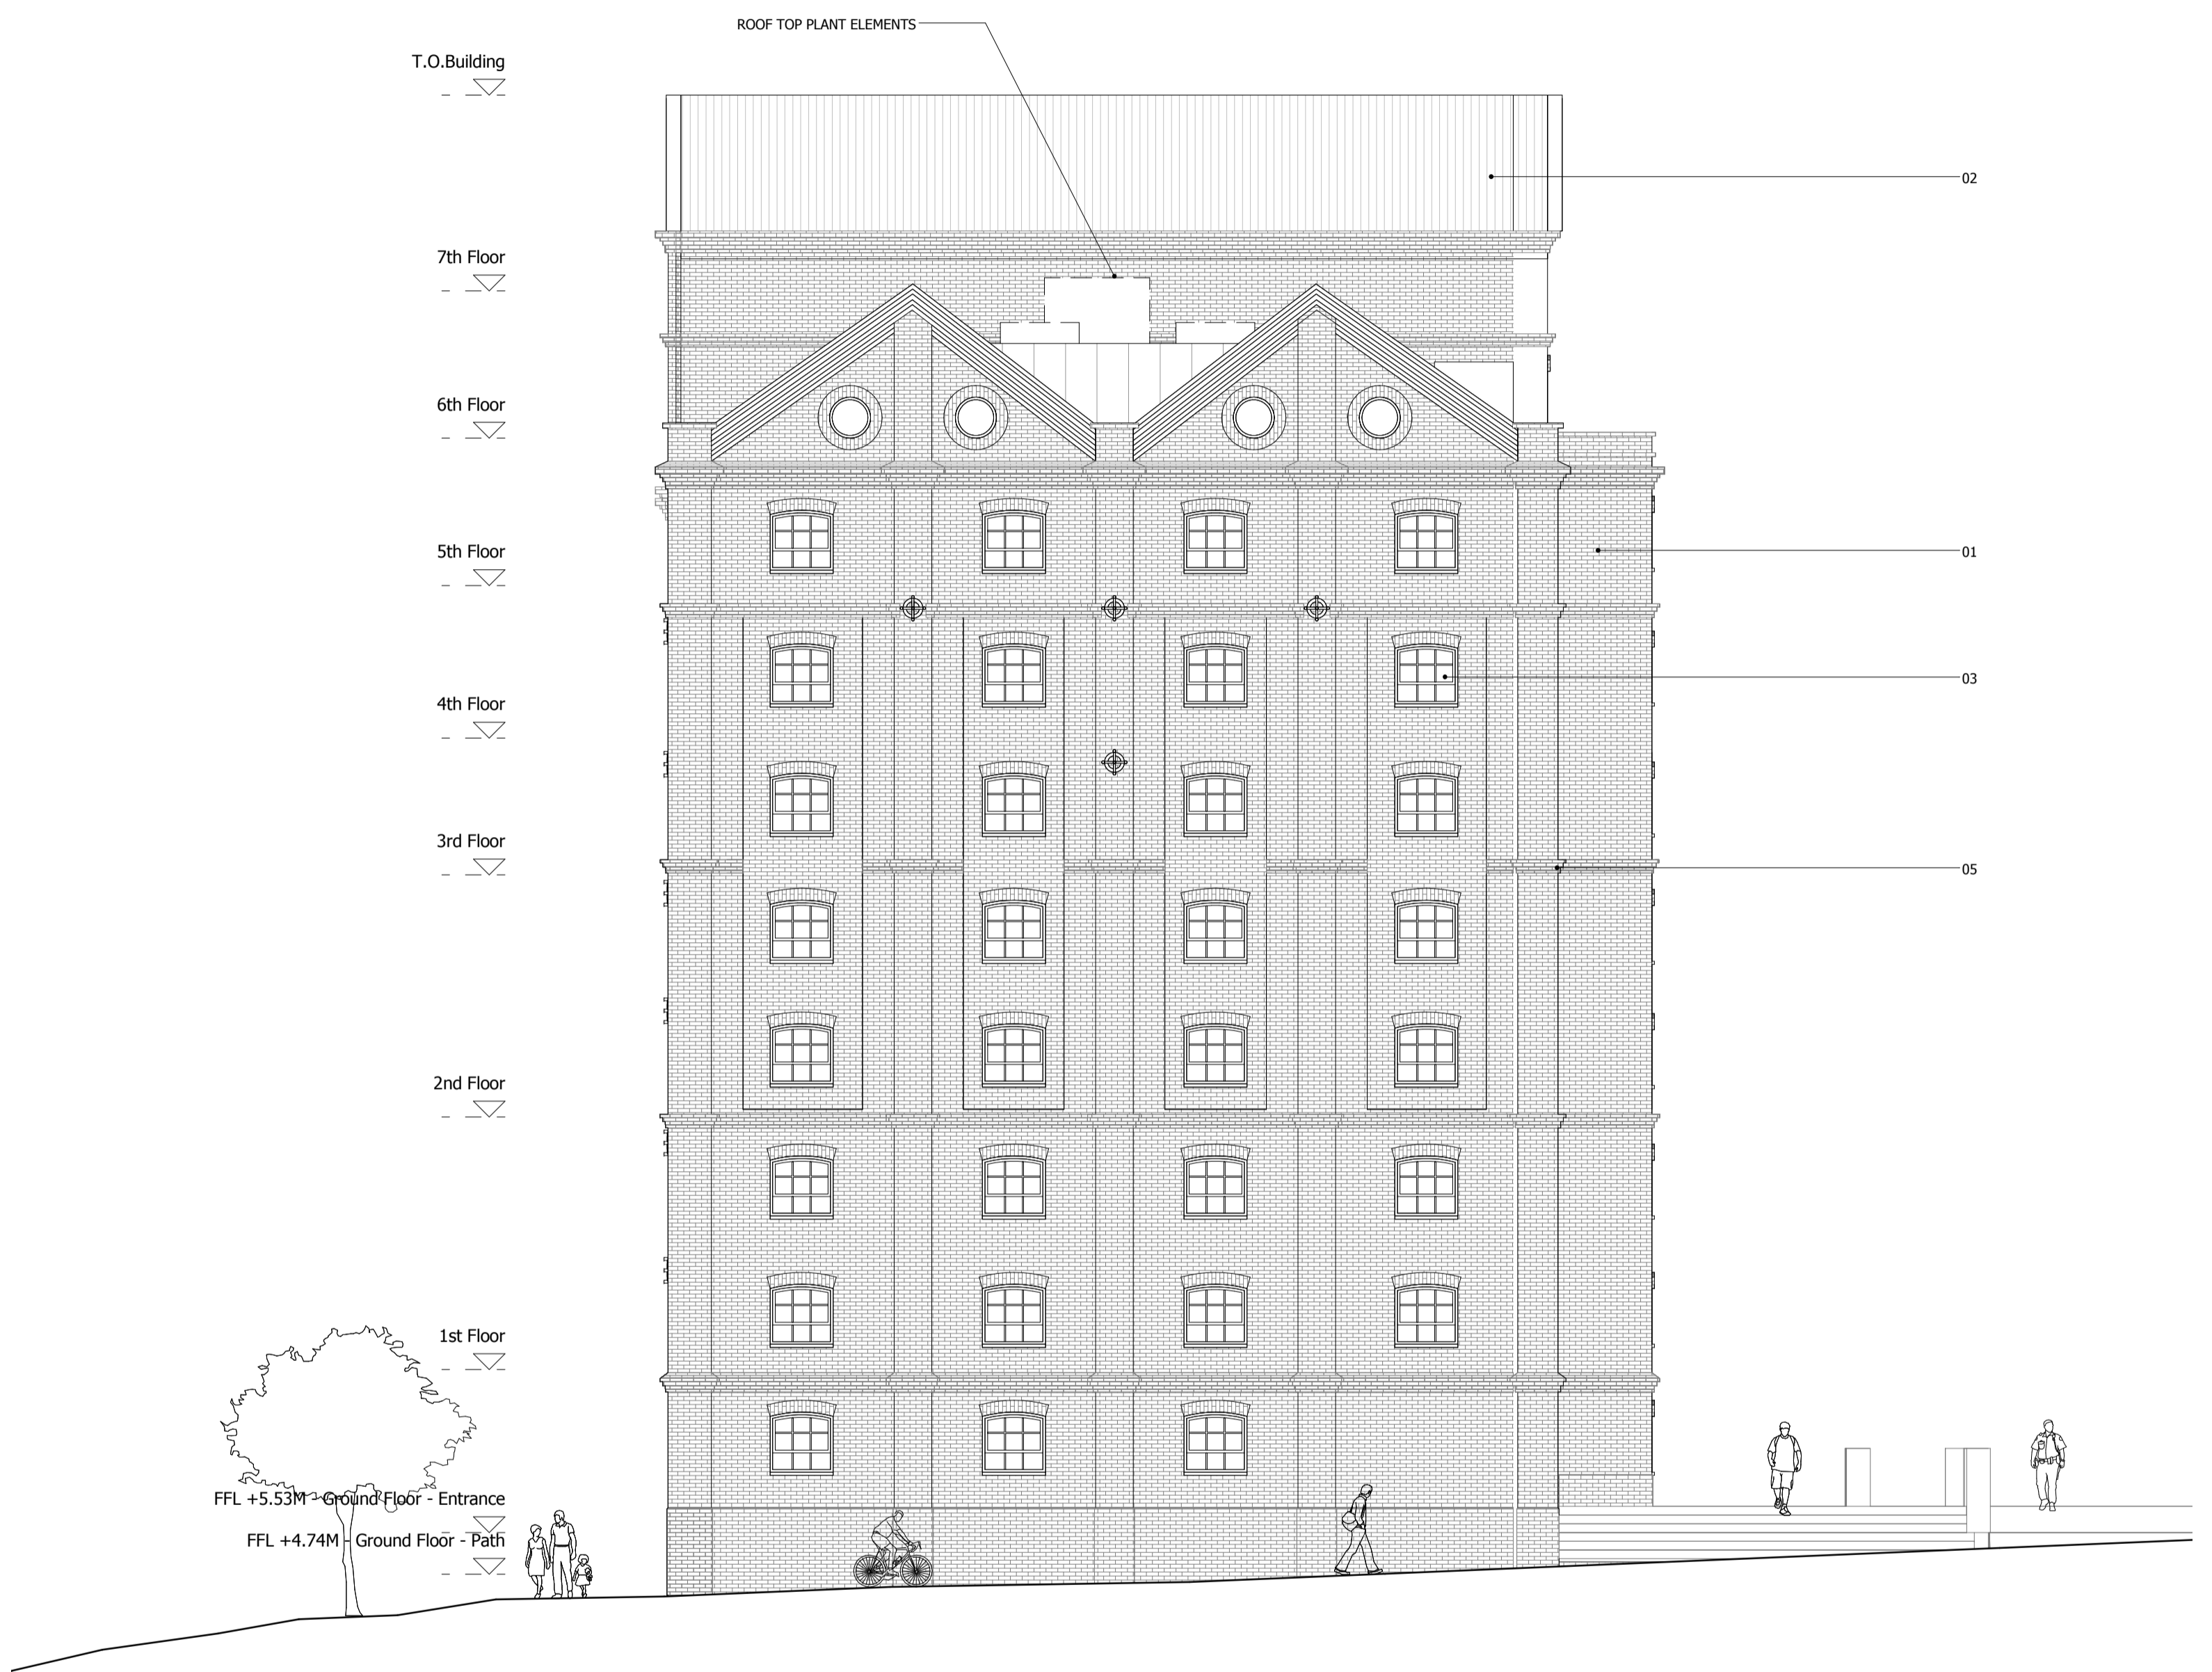 ROOF TOP PLANT ELEMENTS
T.O.Building
02
7th Floor
6th Floor
5th Floor
01
03
4th Floor
3rd Floor
05
2nd Floor
1st Floor
FFL +5.53M - Ground Floor - Entrance
FFL +4.74M - Ground Floor - Path